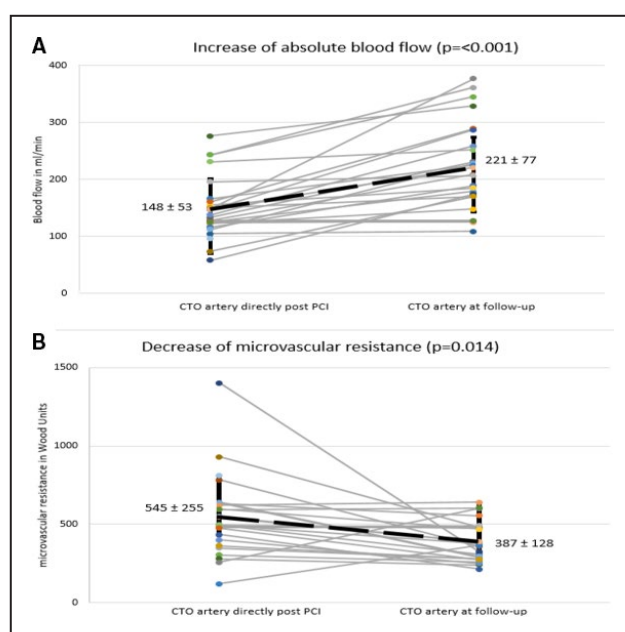 A
Increase of absolute blood flow (p=<0.001)
400
300
200
100
0
Blood flow in ml/min
148 ± 53
221 ± 77
CTO artery directly post PCI
CTO artery at follow-up
B
Decrease of microvascular resistance (p=0.014)
1500
1000
500
0
microvascular resistance in Wood Units
545 ± 255
387 ± 128
CTO artery directly post PCI
CTO artery at follow-up